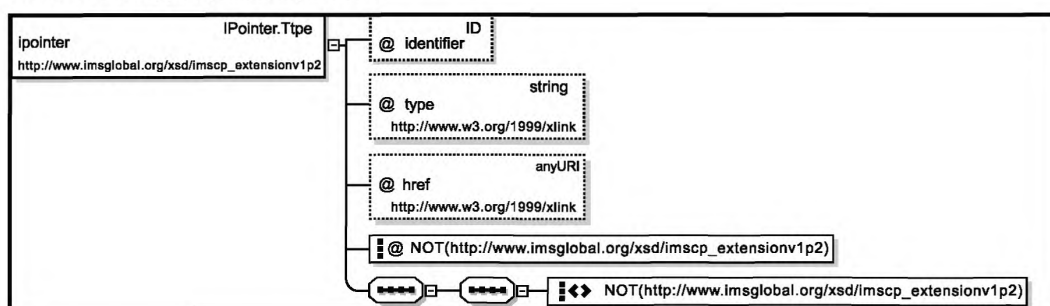 IPointer.Ttpe
ipointer
http://www.imsglobal.org/xsd/imscp_extensionv1p2
ID
@ identifier
string
@ type
http://www.w3.org/1999/xlink
anyURI
@ href
http://www.w3.org/1999/xlink
@ NOT(http://www.imsglobal.org/xsd/imscp_extensionv1p2)
NOT(http://www.imsglobal.org/xsd/imscp_extensionv1p2)